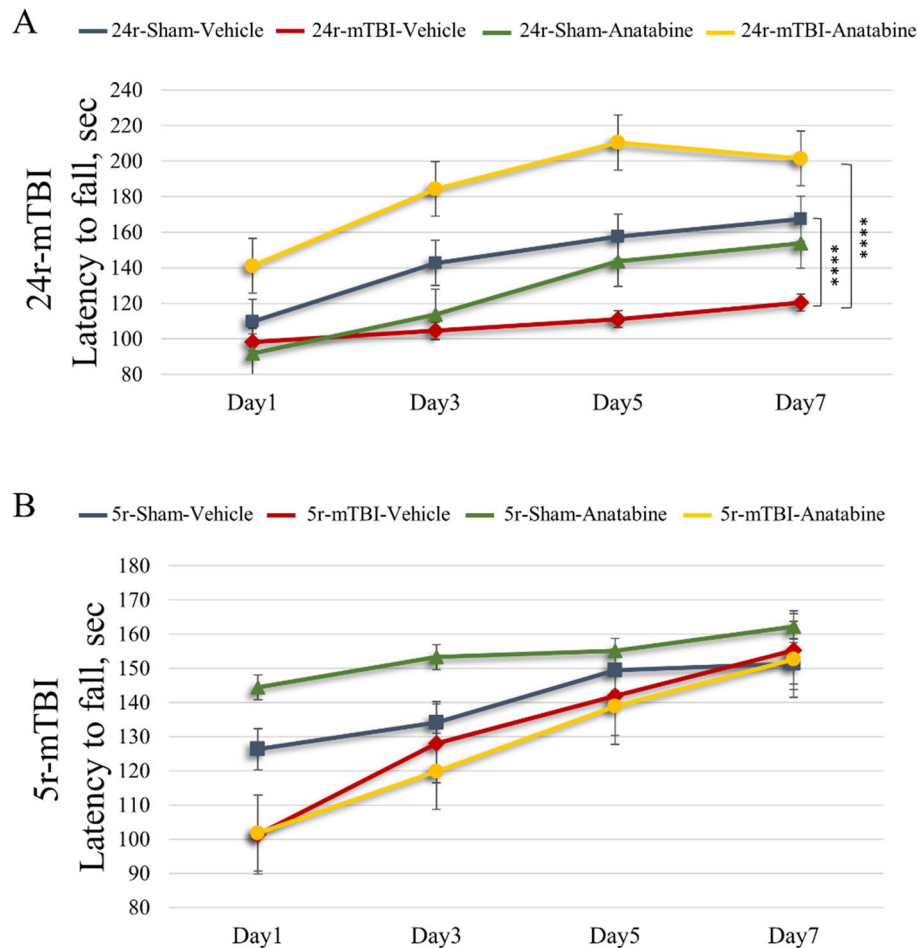 A
24r-Sham-Vehicle 24r-mTBI-Vehicle 24r-Sham-Anatabine 24r-mTBI-Anatabine
24r-mTBI
Latency to fall, sec
240
220
200
180
160
140
120
100
80
****
****
Day1 Day3 Day5 Day7
B
5r-Sham-Vehicle 5r-mTBI-Vehicle 5r-Sham-Anatabine 5r-mTBI-Anatabine
5r-mTBI
Latency to fall, sec
180
170
160
150
140
130
120
110
100
90
80
Day1 Day3 Day5 Day7